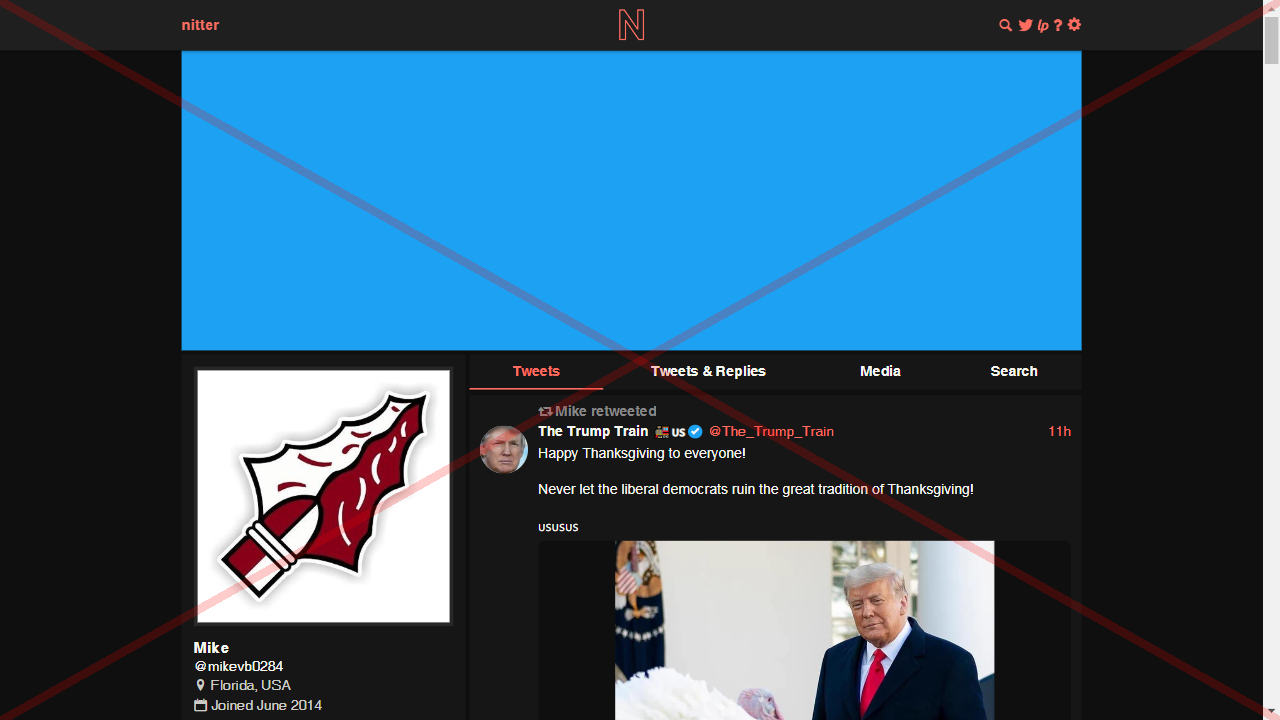 nitter
N
lp ?
Tweets
Tweets & Replies
Media
Search
Mike retweeted
The Trump Train 🚂🇺🇸 @The_Trump_Train
11h
Happy Thanksgiving to everyone!
Never let the liberal democrats ruin the great tradition of Thanksgiving!
🇺🇸🇺🇸🇺🇸
Mike
@mikevb0284
Florida, USA
Joined June 2014